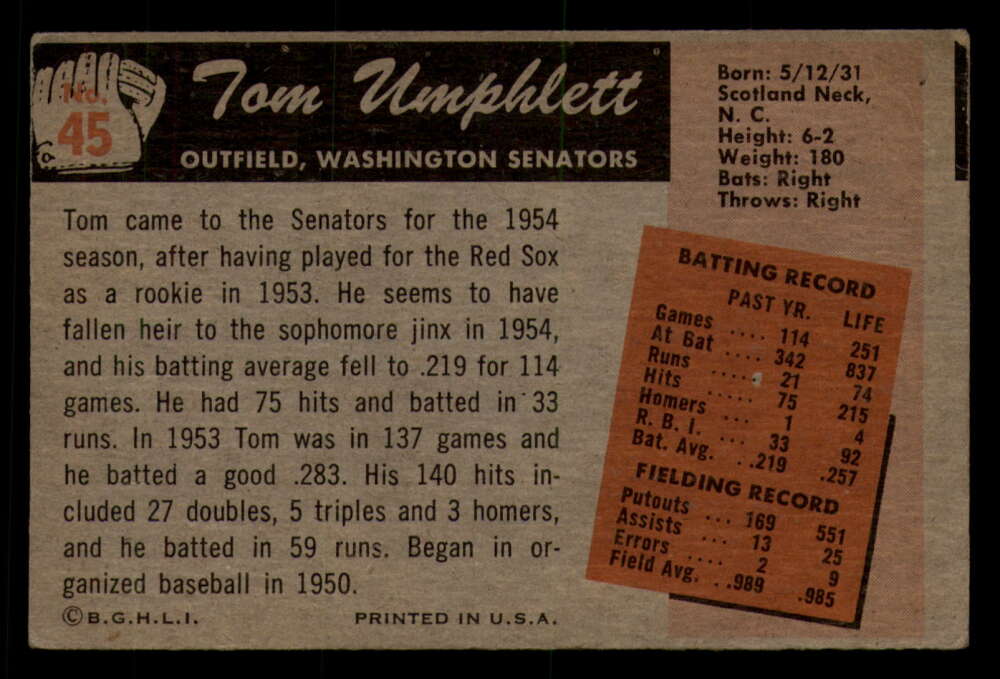 No.
45
Tom Umphlett
OUTFIELD, WASHINGTON SENATORS
Born: 5/12/31
Scotland Neck,
N. C.
Height: 6-2
Weight: 180
Bats: Right
Throws: Right
Tom came to the Senators for the 1954
season, after having played for the Red Sox
as a rookie in 1953. He seems to have
fallen heir to the sophomore jinx in 1954,
and his batting average fell to .219 for 114
games. He had 75 hits and batted in 33
runs. In 1953 Tom was in 137 games and
he batted a good .283. His 140 hits in-
cluded 27 doubles, 5 triples and 3 homers,
and he batted in 59 runs. Began in or-
ganized baseball in 1950.
©B.G.H.L.I. PRINTED IN U.S.A.
BATTING RECORD
PAST YR. LIFE
Games .... 114 251
At Bat .... 342 837
Runs ..... 21 74
Hits ..... 75 215
Homers ... 1 4
R. B. I. ... 33 92
Bat. Avg. . .219 .257
FIELDING RECORD
Putouts ... 169 551
Assists .... 13 25
Errors .... 2 9
Field Avg. . .989 .985